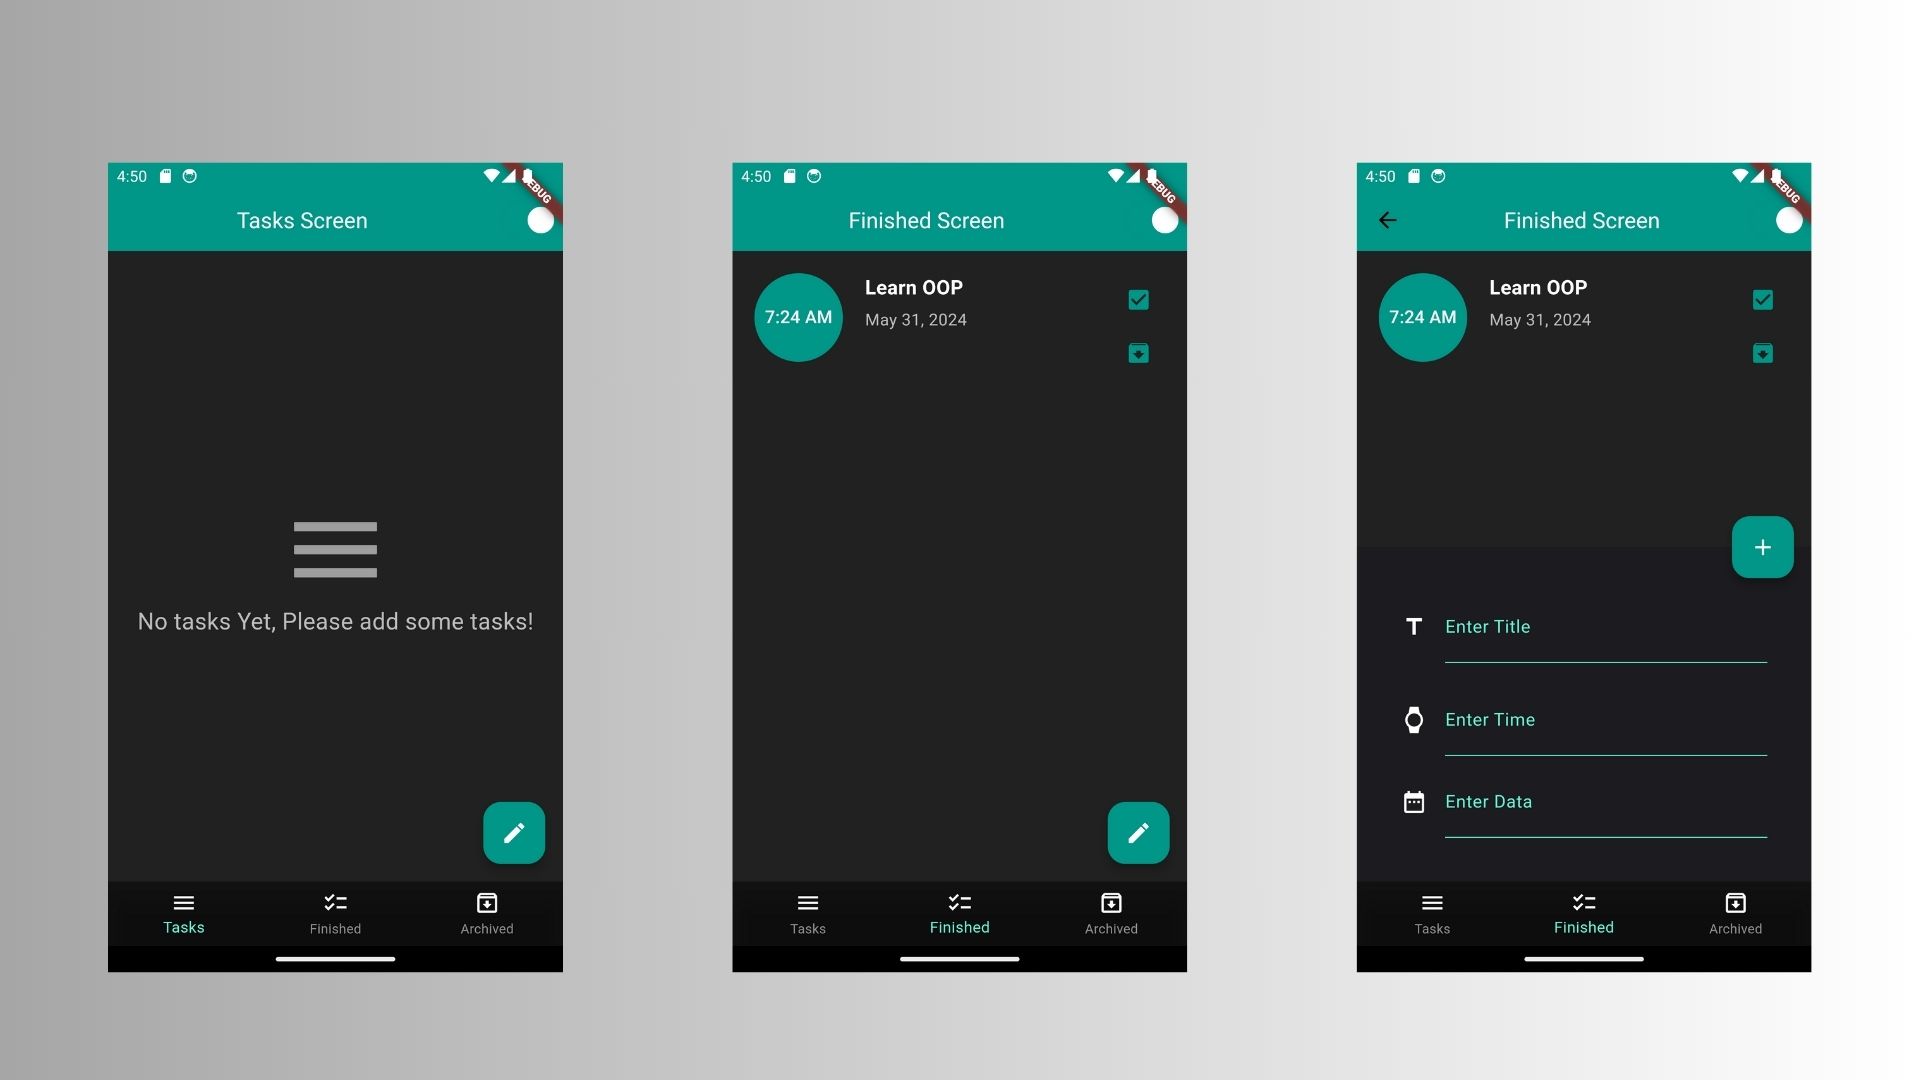 4:50
DEBUG
Tasks Screen
No tasks Yet, Please add some tasks!
Tasks
Finished
Archived
4:50
DEBUG
Finished Screen
7:24 AM
Learn OOP
May 31, 2024
Tasks
Finished
Archived
4:50
DEBUG
Finished Screen
7:24 AM
Learn OOP
May 31, 2024
Enter Title
Enter Time
Enter Data
Tasks
Finished
Archived